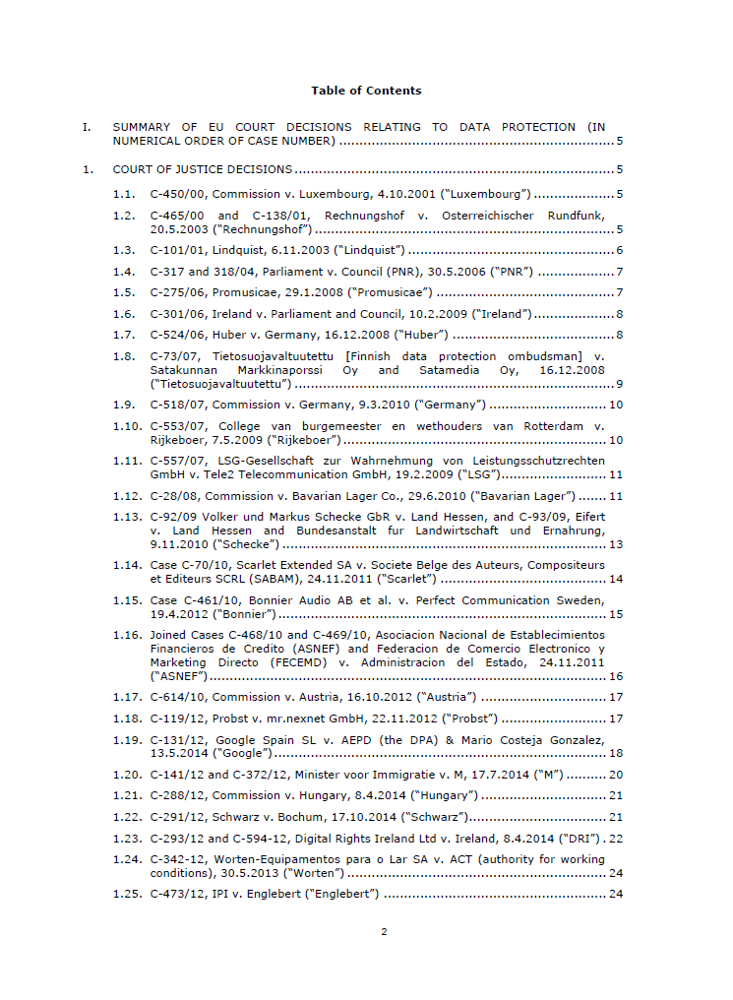 Table of Contents
I. SUMMARY OF EU COURT DECISIONS RELATING TO DATA PROTECTION (IN
NUMERICAL ORDER OF CASE NUMBER) .................................................................... 5
1. COURT OF JUSTICE DECISIONS ............................................................................... 5
1.1. C-450/00, Commission v. Luxembourg, 4.10.2001 (“Luxembourg”) .................... 5
1.2. C-465/00 and C-138/01, Rechnungshof v. Osterreichischer Rundfunk,
20.5.2003 (“Rechnungshof”) .......................................................................... 5
1.3. C-101/01, Lindquist, 6.11.2003 (“Lindquist”) ................................................... 6
1.4. C-317 and 318/04, Parliament v. Council (PNR), 30.5.2006 (“PNR”) ................... 7
1.5. C-275/06, Promusicae, 29.1.2008 (“Promusicae”) ............................................ 7
1.6. C-301/06, Ireland v. Parliament and Council, 10.2.2009 (“Ireland”) .................... 8
1.7. C-524/06, Huber v. Germany, 16.12.2008 (“Huber”) ........................................ 8
1.8. C-73/07, Tietosuojavaltuutettu [Finnish data protection ombudsman] v.
Satakunnan Markkinaporssi Oy and Satamedia Oy, 16.12.2008
(“Tietosuojavaltuutettu”) ............................................................................... 9
1.9. C-518/07, Commission v. Germany, 9.3.2010 (“Germany”) ............................. 10
1.10. C-553/07, College van burgemeester en wethouders van Rotterdam v.
Rijkeboer, 7.5.2009 (“Rijkeboer”) ................................................................. 10
1.11. C-557/07, LSG-Gesellschaft zur Wahrnehmung von Leistungsschutzrechten
GmbH v. Tele2 Telecommunication GmbH, 19.2.2009 (“LSG”).......................... 11
1.12. C-28/08, Commission v. Bavarian Lager Co., 29.6.2010 (“Bavarian Lager”) ....... 11
1.13. C-92/09 Volker und Markus Schecke GbR v. Land Hessen, and C-93/09, Eifert
v. Land Hessen and Bundesanstalt fur Landwirtschaft und Ernahrung,
9.11.2010 (“Schecke”) ................................................................................ 13
1.14. Case C-70/10, Scarlet Extended SA v. Societe Belge des Auteurs, Compositeurs
et Editeurs SCRL (SABAM), 24.11.2011 (“Scarlet”) ......................................... 14
1.15. Case C-461/10, Bonnier Audio AB et al. v. Perfect Communication Sweden,
19.4.2012 (“Bonnier”) ................................................................................. 15
1.16. Joined Cases C-468/10 and C-469/10, Asociacion Nacional de Establecimientos
Financieros de Credito (ASNEF) and Federacion de Comercio Electronico y
Marketing Directo (FECEMD) v. Administracion del Estado, 24.11.2011
(“ASNEF”) .................................................................................................. 16
1.17. C-614/10, Commission v. Austria, 16.10.2012 (“Austria”) ............................... 17
1.18. C-119/12, Probst v. mr.nexnet GmbH, 22.11.2012 (“Probst”) .......................... 17
1.19. C-131/12, Google Spain SL v. AEPD (the DPA) & Mario Costeja Gonzalez,
13.5.2014 (“Google”) .................................................................................. 18
1.20. C-141/12 and C-372/12, Minister voor Immigratie v. M, 17.7.2014 (“M”) .......... 20
1.21. C-288/12, Commission v. Hungary, 8.4.2014 (“Hungary”) ............................... 21
1.22. C-291/12, Schwarz v. Bochum, 17.10.2014 (“Schwarz”).................................. 21
1.23. C-293/12 and C-594-12, Digital Rights Ireland Ltd v. Ireland, 8.4.2014 (“DRI”) . 22
1.24. C-342-12, Worten-Equipamentos para o Lar SA v. ACT (authority for working
conditions), 30.5.2013 (“Worten”) ................................................................ 24
1.25. C-473/12, IPI v. Englebert (“Englebert”) ....................................................... 24
2